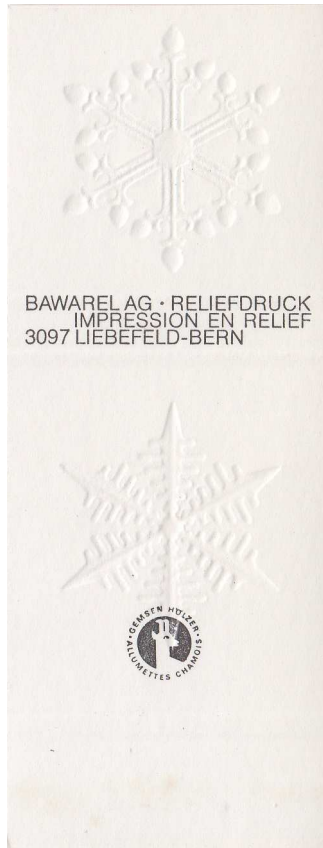 BAWAREL AG · RELIEFDRUCK
IMPRESSION EN RELIEF
3097 LIEBEFELD-BERN
GEMSEN HÖLZER
ALLUMETTES CHAMOIS